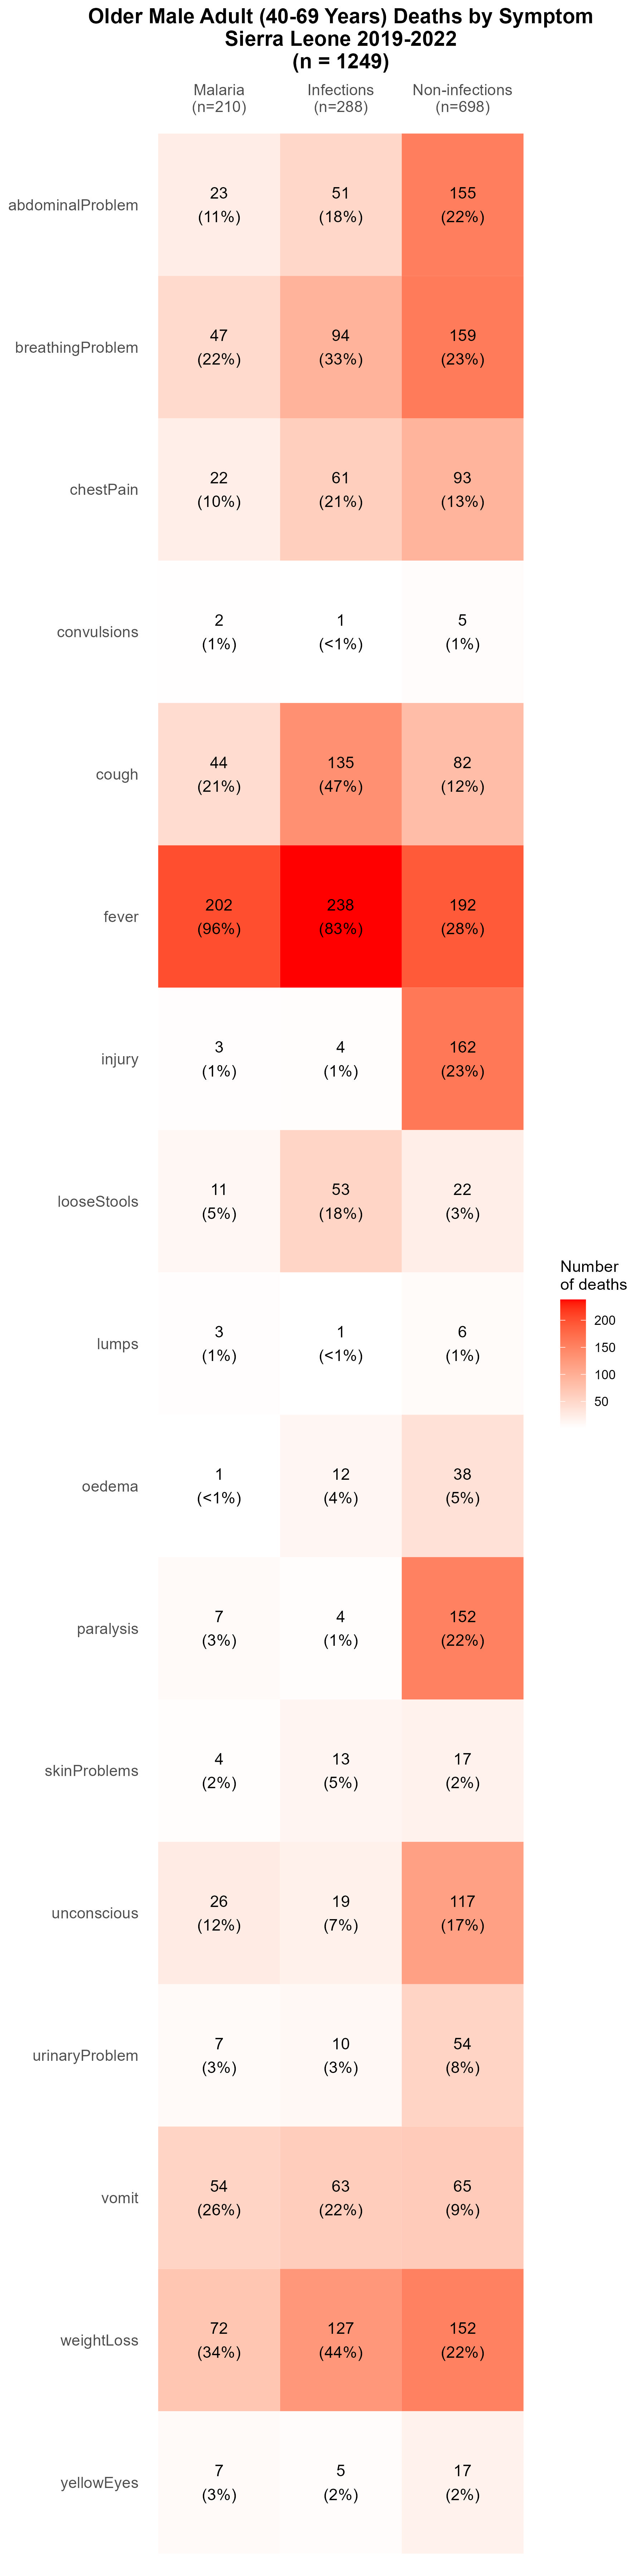 Older Male Adult (40-69 Years) Deaths by Symptom
Sierra Leone 2019-2022
(n = 1249)
Malaria Infections Non-infections
(n=210) (n=288) (n=698)
abdominalProblem
23 51 155
(11%) (18%) (22%)
breathingProblem
47 94 159
(22%) (33%) (23%)
chestPain
22 61 93
(10%) (21%) (13%)
convulsions
2 1 5
(1%) (<1%) (1%)
cough
44 135 82
(21%) (47%) (12%)
fever
202 238 192
(96%) (83%) (28%)
injury
3 4 162
(1%) (1%) (23%)
looseStools
11 53 22
(5%) (18%) (3%)
lumps
3 1 6
(1%) (<1%) (1%)
oedema
1 12 38
(<1%) (4%) (5%)
paralysis
7 4 152
(3%) (1%) (22%)
skinProblems
4 13 17
(2%) (5%) (2%)
unconscious
26 19 117
(12%) (7%) (17%)
urinaryProblem
7 10 54
(3%) (3%) (8%)
vomit
54 63 65
(26%) (22%) (9%)
weightLoss
72 127 152
(34%) (44%) (22%)
yellowEyes
7 5 17
(3%) (2%) (2%)
Number
of deaths
200
150
100
50